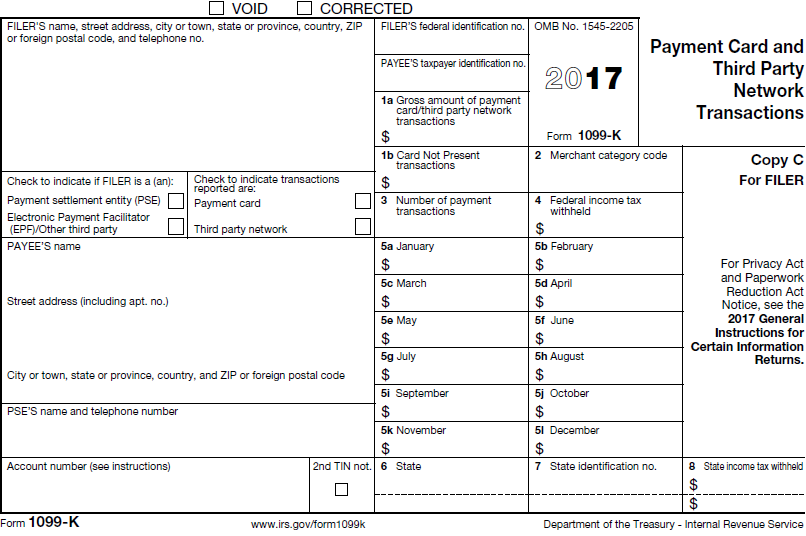 VOID CORRECTED
FILER'S name, street address, city or town, state or province, country, ZIP
or foreign postal code, and telephone no.
FILER'S federal identification no.
OMB No. 1545-2205
PAYEE'S taxpayer identification no.
2017
Form 1099-K
Payment Card and
Third Party
Network
Transactions
1a Gross amount of payment
card/third party network
transactions
$
1b Card Not Present
transactions
$
2 Merchant category code
Copy C
For FILER
Check to indicate if FILER is a (an):
Payment settlement entity (PSE)
Electronic Payment Facilitator
(EPF)/Other third party
Check to indicate transactions
reported are:
Payment card
Third party network
3 Number of payment
transactions
4 Federal income tax
withheld
$
PAYEE'S name
5a January
$
5b February
$
5c March
$
5d April
$
Street address (including apt. no.)
5e May
$
5f June
$
5g July
$
5h August
$
City or town, state or province, country, and ZIP or foreign postal code
5i September
$
5j October
$
PSE'S name and telephone number
5k November
$
5l December
$
For Privacy Act
and Paperwork
Reduction Act
Notice, see the
2017 General
Instructions for
Certain Information
Returns.
Account number (see instructions)
2nd TIN not.
6 State
7 State identification no.
8 State income tax withheld
$
$
Form 1099-K
www.irs.gov/form1099k
Department of the Treasury - Internal Revenue Service